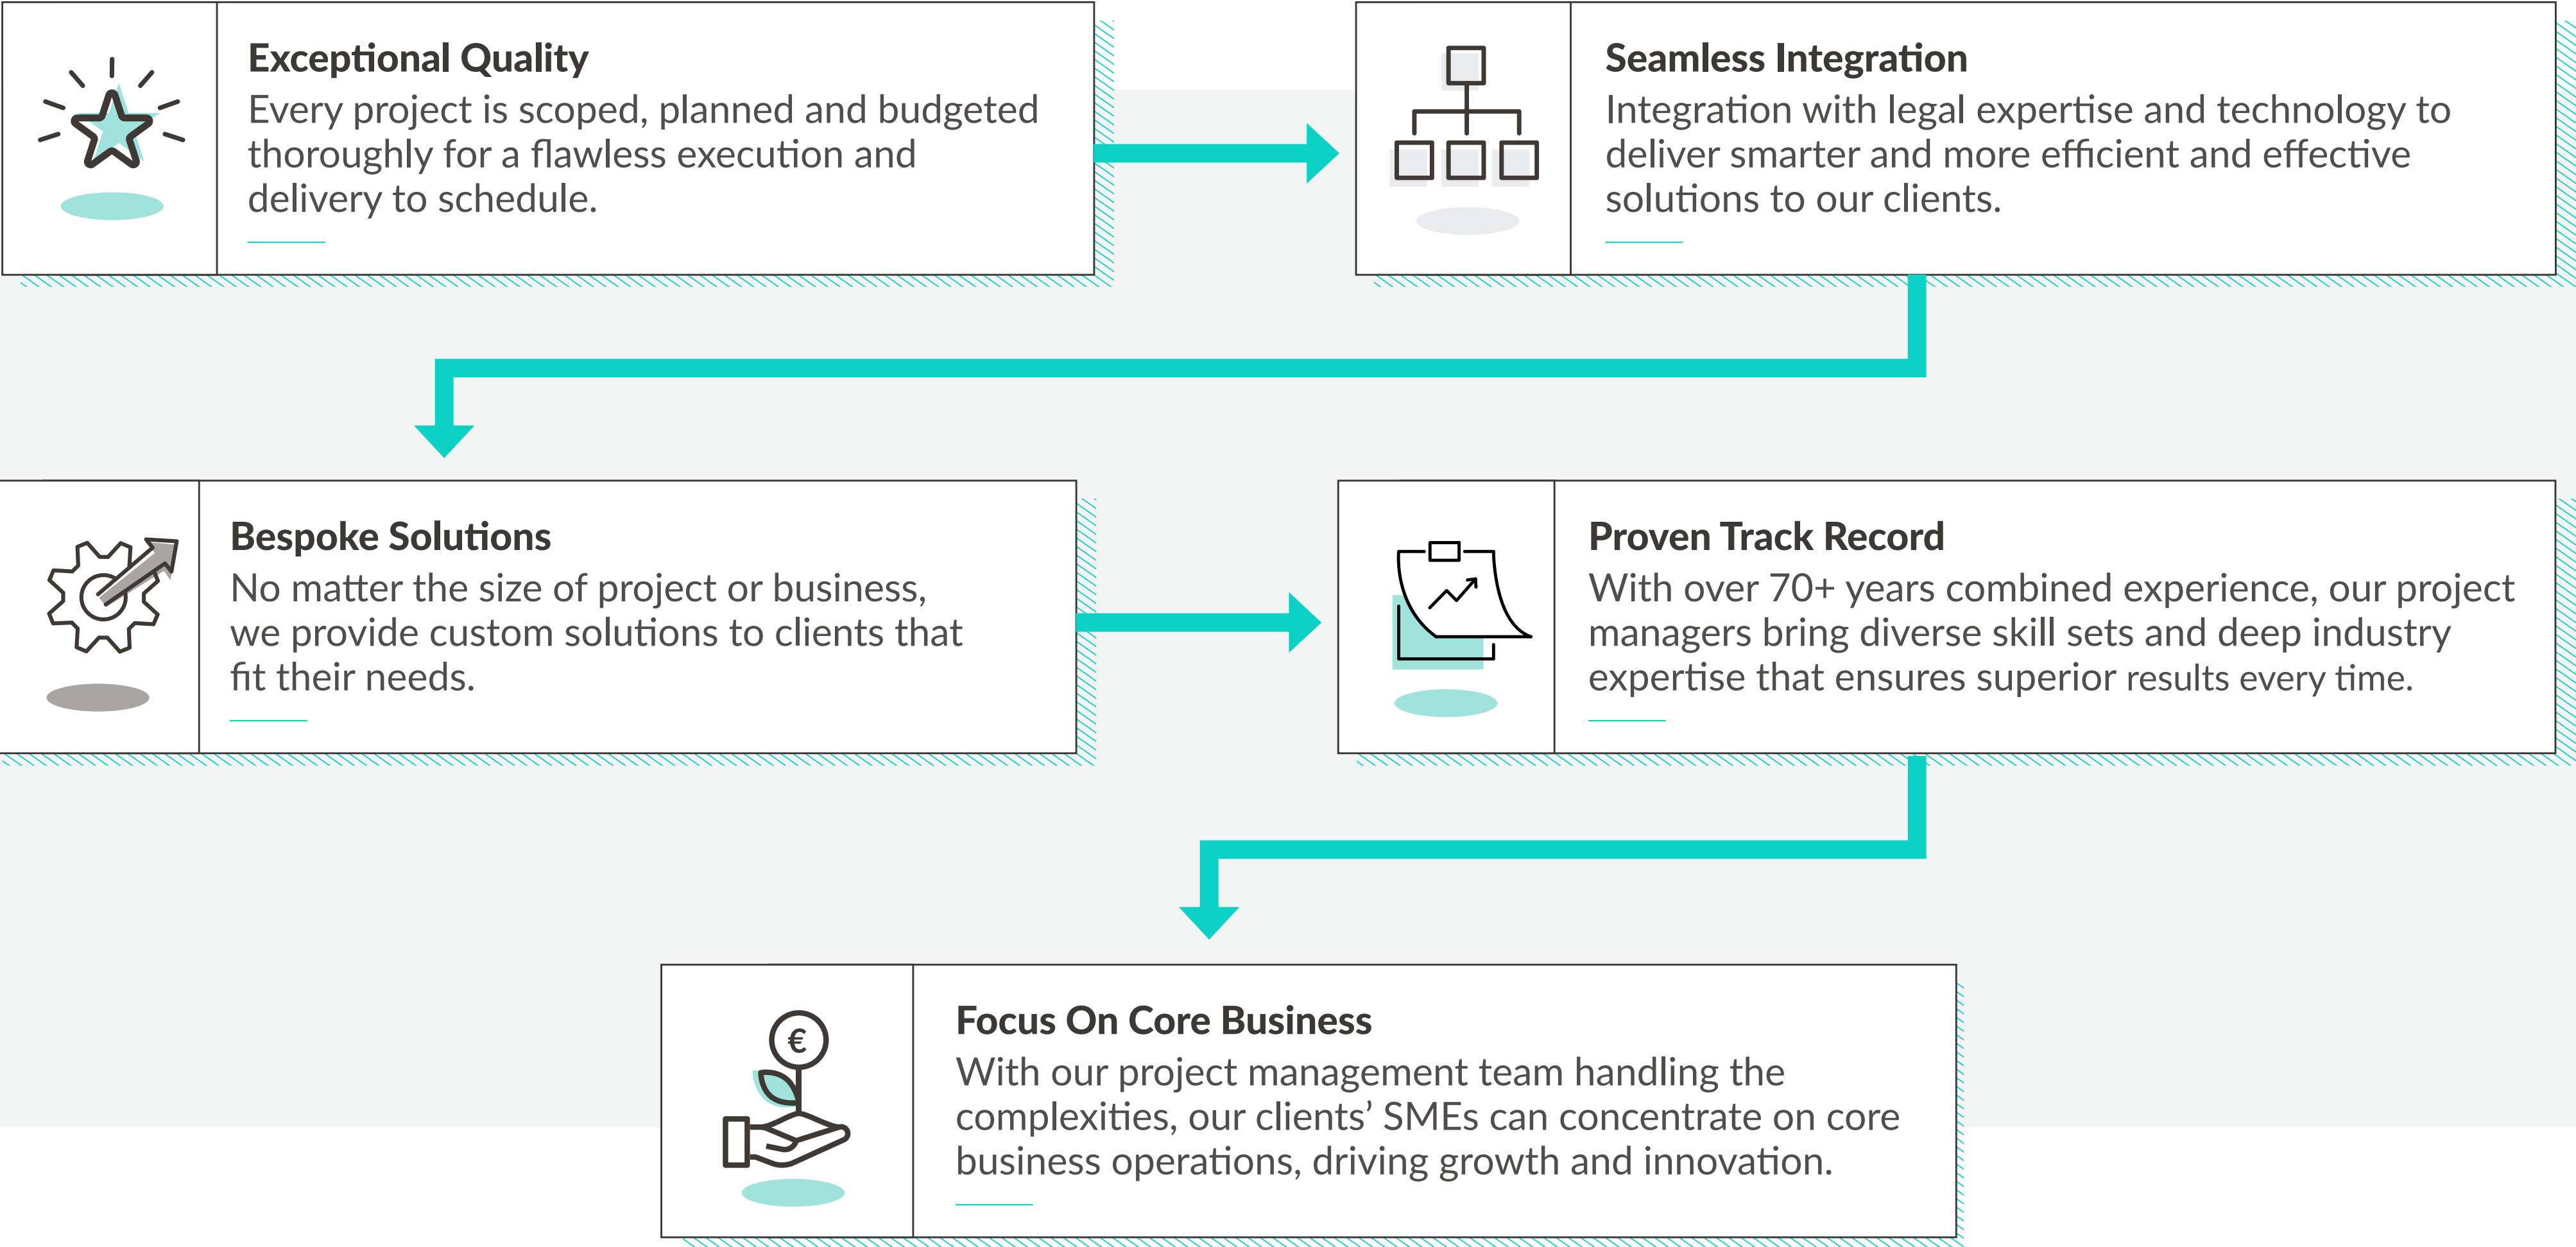 Exceptional Quality
Every project is scoped, planned and budgeted
thoroughly for a flawless execution and
delivery to schedule.
Seamless Integration
Integration with legal expertise and technology to
deliver smarter and more efficient and effective
solutions to our clients.
Bespoke Solutions
No matter the size of project or business,
we provide custom solutions to clients that
fit their needs.
Proven Track Record
With over 70+ years combined experience, our project
managers bring diverse skill sets and deep industry
expertise that ensures superior results every time.
€
Focus On Core Business
With our project management team handling the
complexities, our clients’ SMEs can concentrate on core
business operations, driving growth and innovation.